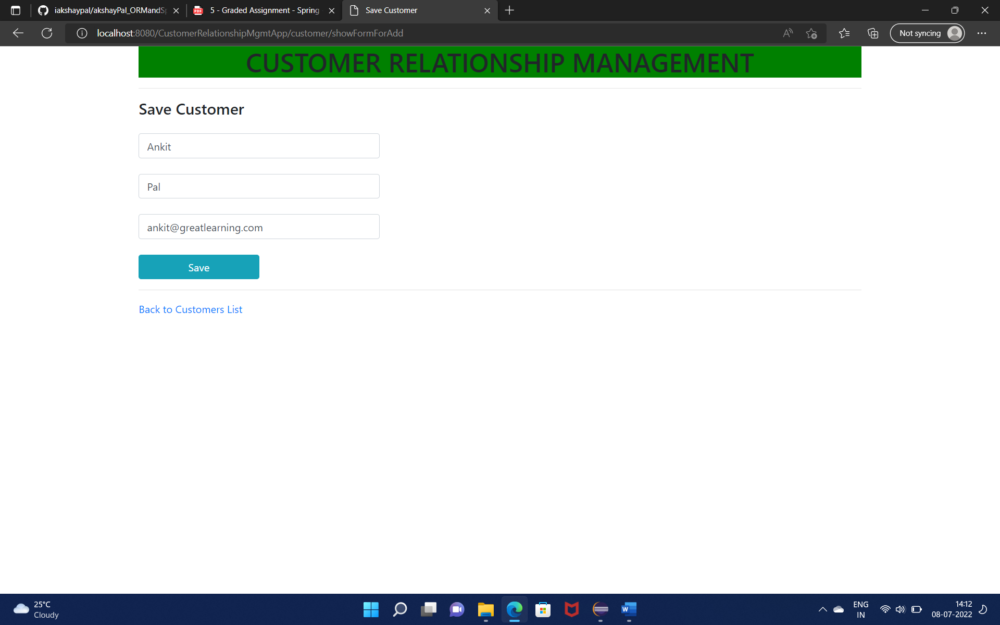 iakshaypal/akshayPal_ORMandSp
5 - Graded Assignment - Spring
Save Customer
localhost:8080/CustomerRelationshipMgmtApp/customer/showFormForAdd
Not syncing
CUSTOMER RELATIONSHIP MANAGEMENT
Save Customer
Ankit
Pal
ankit@greatlearning.com
Save
Back to Customers List
25°C
Cloudy
ENG
IN
14:12
08-07-2022